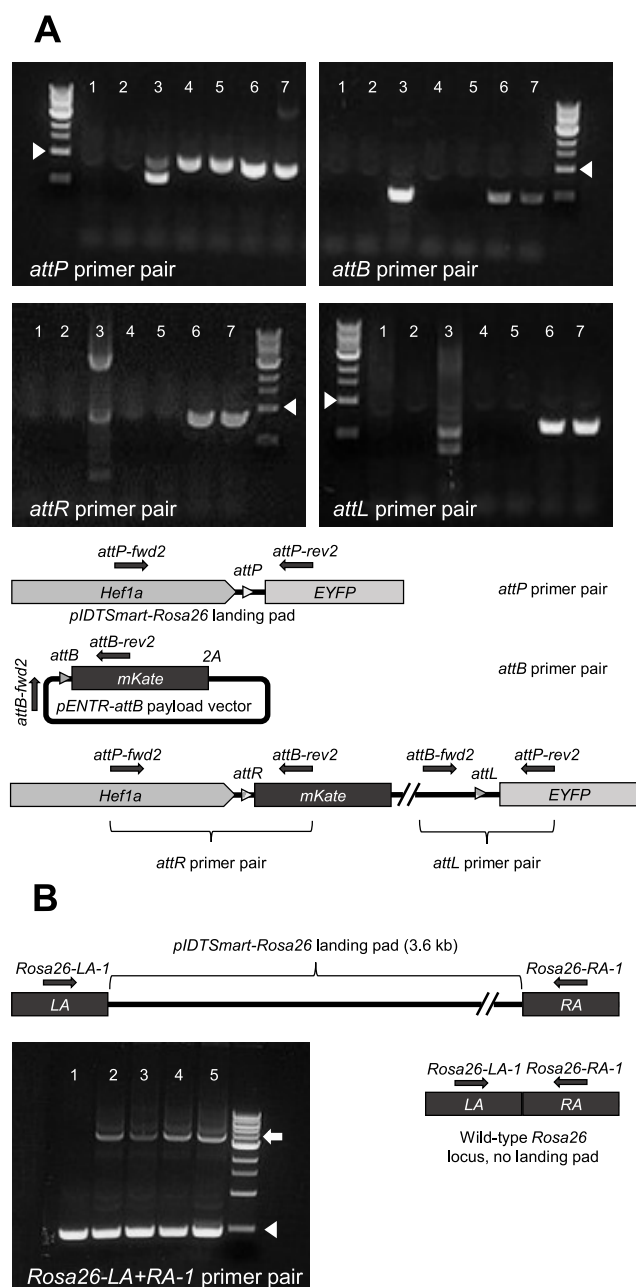 A
1 2 3 4 5 6 7
attP primer pair
1 2 3 4 5 6 7
attB primer pair
1 2 3 4 5 6 7
attR primer pair
1 2 3 4 5 6 7
attL primer pair
attP-fwd2 attP attP-rev2
Hef1a EYFP
pIDTSmart-Rosa26 landing pad
attP primer pair
attB attB-rev2 2A
attB-fwd2
mKate
pENTR-attB payload vector
attB primer pair
attP-fwd2 attR attB-rev2 attB-fwd2 attL attP-rev2
Hef1a mKate EYFP
attR primer pair attL primer pair
B
pIDTSmart-Rosa26 landing pad (3.6 kb)
Rosa26-LA-1 Rosa26-RA-1
LA RA
1 2 3 4 5
Rosa26-LA+RA-1 primer pair
Rosa26-LA-1 Rosa26-RA-1
LA RA
Wild-type Rosa26
locus, no landing pad